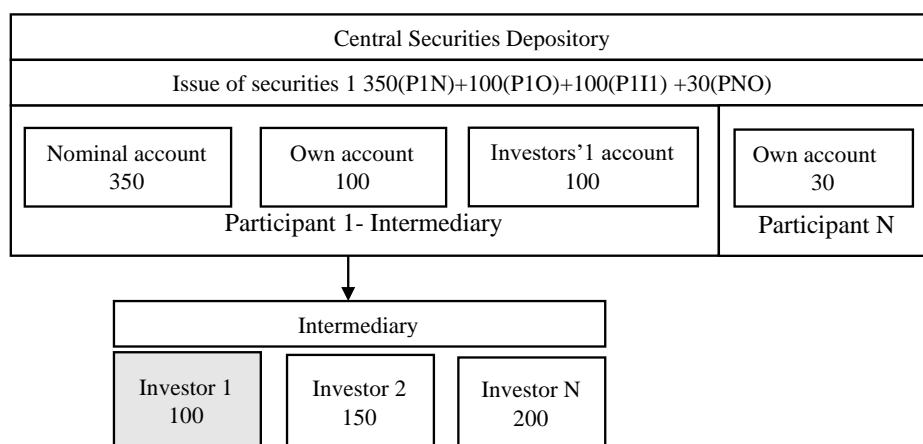 Central Securities Depository
Issue of securities 1 350(P1N)+100(P1O)+100(P1I1) +30(PNO)
Nominal account
350
Own account
100
Investors’1 account
100
Own account
30
Participant 1- Intermediary
Participant N
Intermediary
Investor 1
100
Investor 2
150
Investor N
200